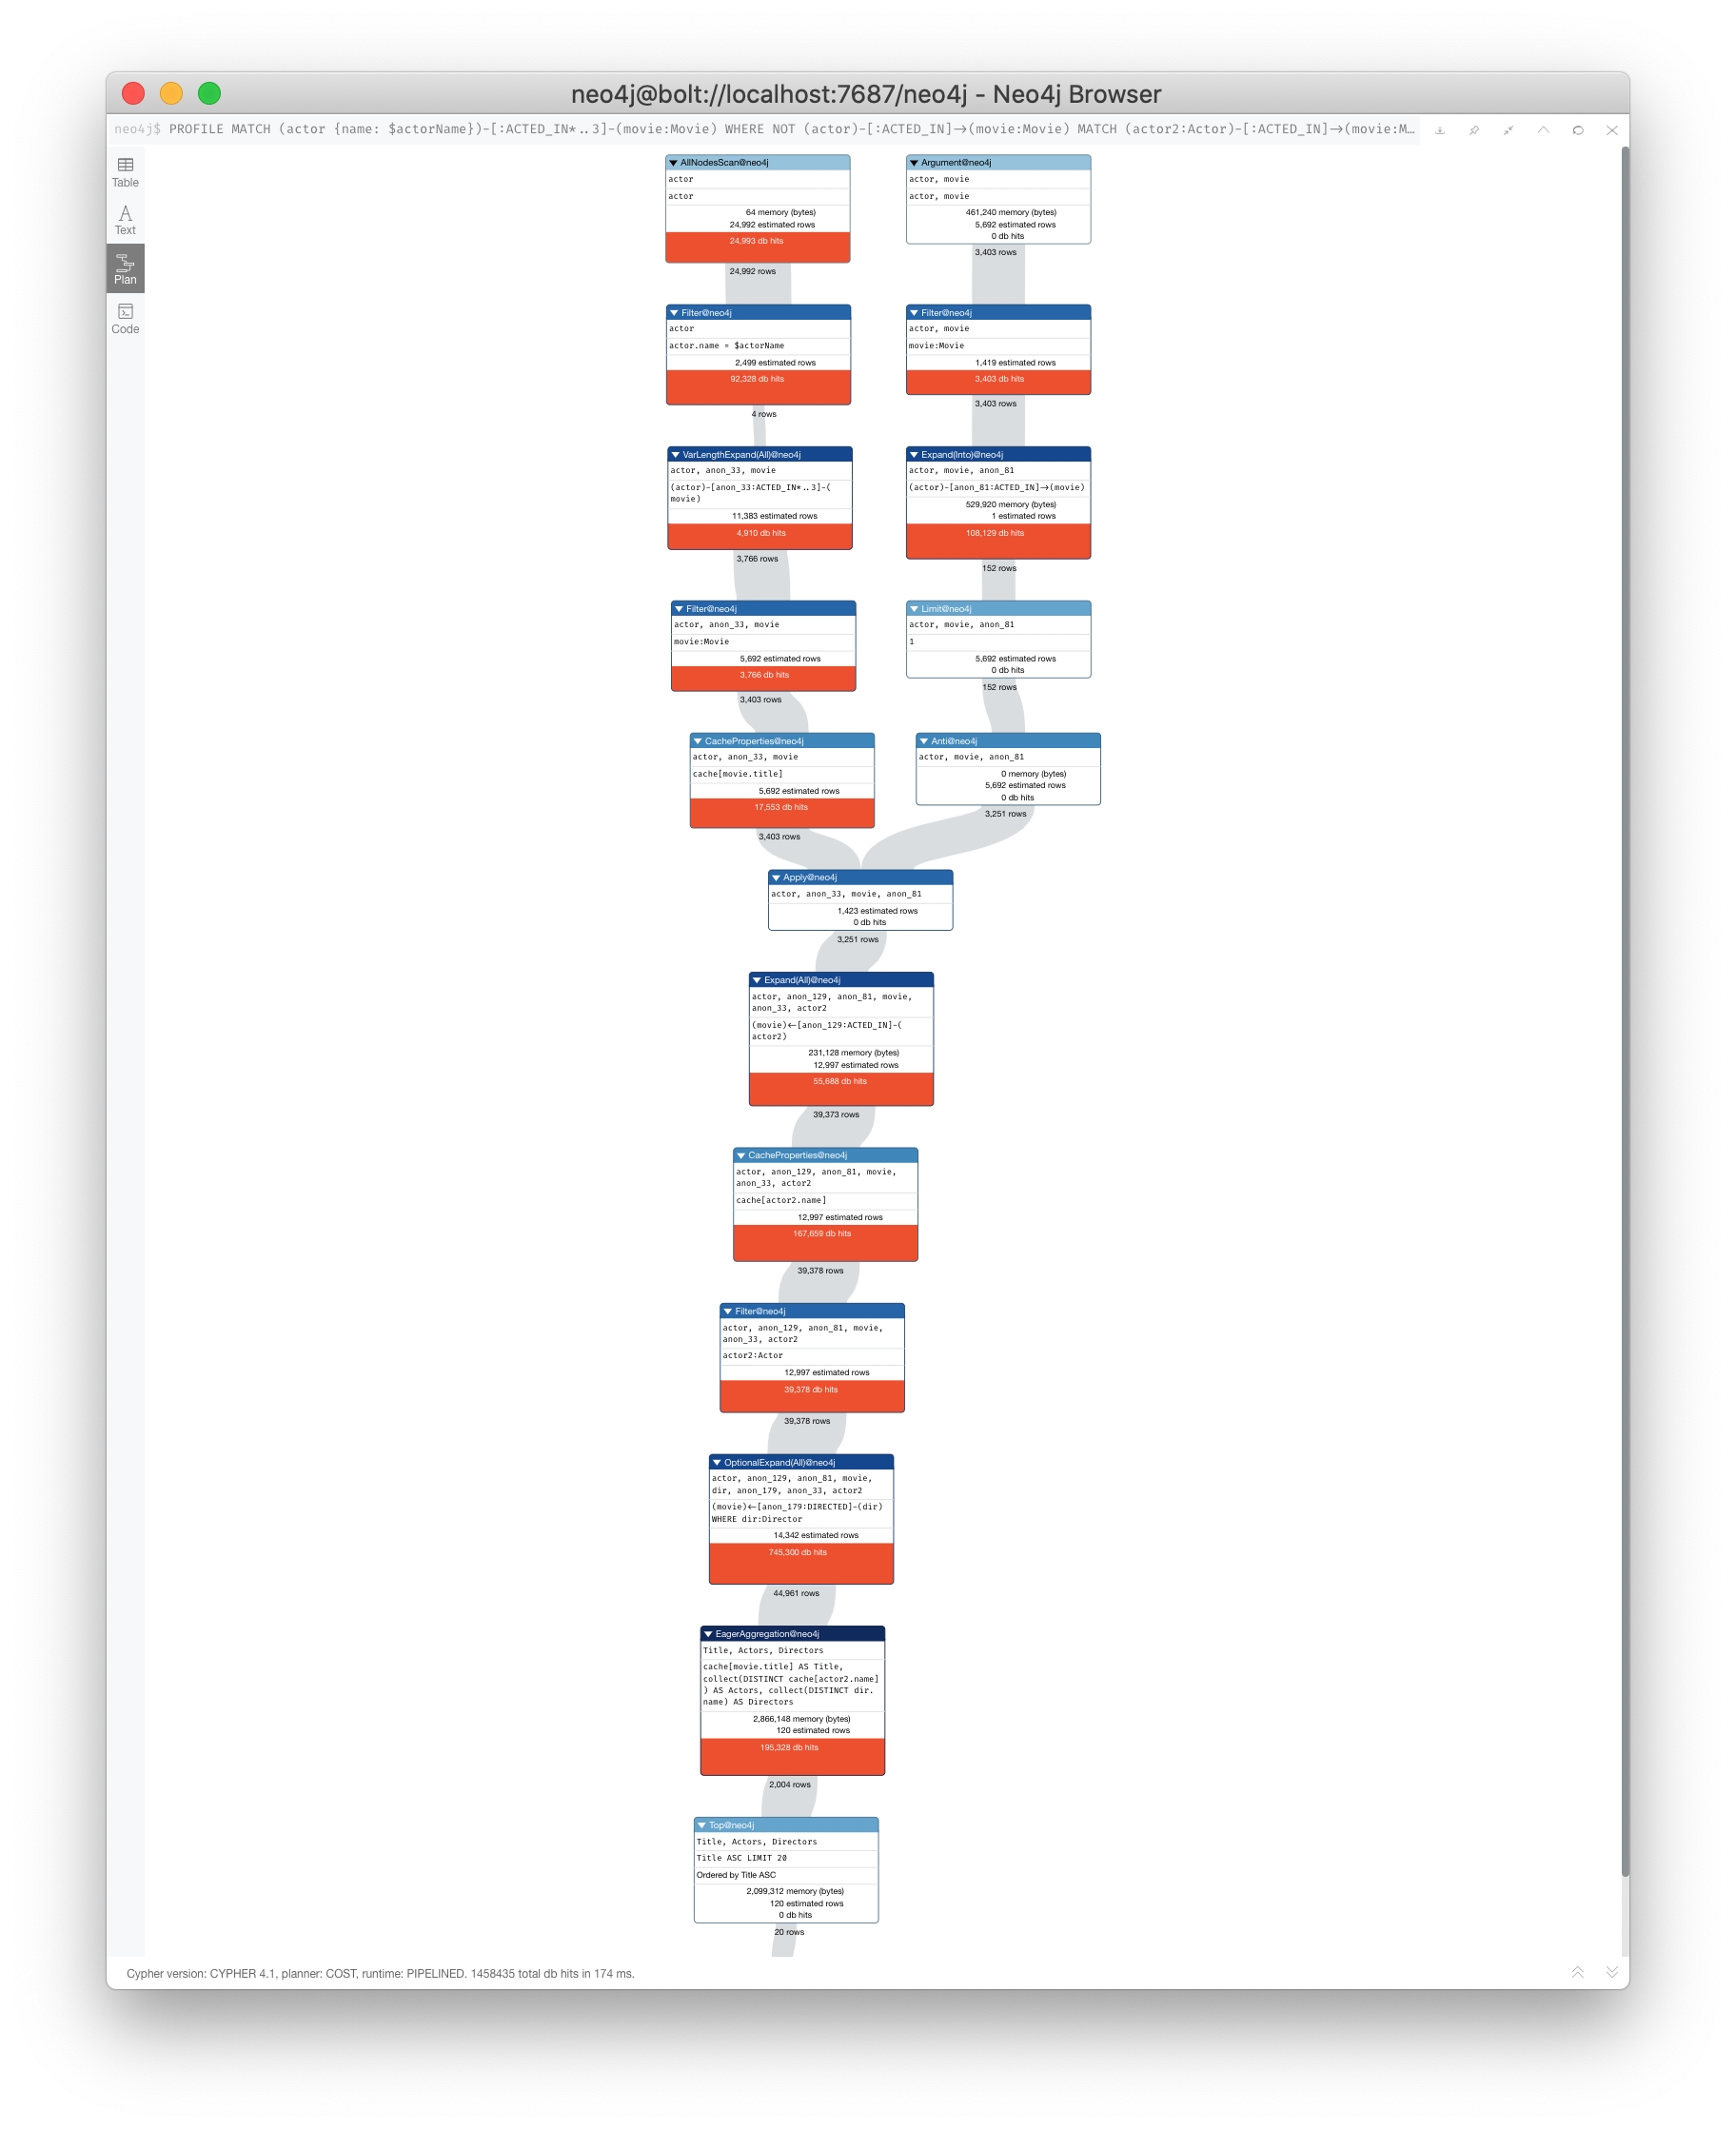 neo4j@bolt://localhost:7687/neo4j - Neo4j Browser
neo4j$ PROFILE MATCH (actor {name: $actorName})-[:ACTED_IN*..3]-(movie:Movie) WHERE NOT (actor)-[:ACTED_IN]→(movie:Movie) MATCH (actor2:Actor)-[:ACTED_IN]→(movie:M…
Table
Text
Plan
Code
AllNodesScan@neo4j
actor
actor
64 memory (bytes)
24,992 estimated rows
24,993 db hits
24,992 rows
Filter@neo4j
actor
actor.name = $actorName
2,499 estimated rows
92,328 db hits
4 rows
VarLengthExpand(All)@neo4j
actor, anon_33, movie
(actor)-[anon_33:ACTED_IN*..3]-(
movie)
11,383 estimated rows
4,910 db hits
3,766 rows
Filter@neo4j
actor, anon_33, movie
movie:Movie
5,692 estimated rows
3,766 db hits
3,403 rows
CacheProperties@neo4j
actor, anon_33, movie
cache[movie.title]
5,692 estimated rows
17,553 db hits
3,403 rows
Argument@neo4j
actor, movie
actor, movie
461,240 memory (bytes)
5,692 estimated rows
0 db hits
3,403 rows
Filter@neo4j
actor, movie
movie:Movie
1,419 estimated rows
3,403 db hits
3,403 rows
Expand(Into)@neo4j
actor, movie, anon_81
(actor)-[anon_81:ACTED_IN]→(movie)
529,920 memory (bytes)
1 estimated rows
108,129 db hits
152 rows
Limit@neo4j
actor, movie, anon_81
1
5,692 estimated rows
0 db hits
152 rows
Anti@neo4j
actor, movie, anon_81
0 memory (bytes)
5,692 estimated rows
0 db hits
3,251 rows
Apply@neo4j
actor, anon_33, movie, anon_81
1,423 estimated rows
0 db hits
3,251 rows
Expand(All)@neo4j
actor, anon_129, anon_81, movie,
anon_33, actor2
(movie)←[anon_129:ACTED_IN]-(
actor2)
231,128 memory (bytes)
12,997 estimated rows
55,688 db hits
39,373 rows
CacheProperties@neo4j
actor, anon_129, anon_81, movie,
anon_33, actor2
cache[actor2.name]
12,997 estimated rows
167,659 db hits
39,378 rows
Filter@neo4j
actor, anon_129, anon_81, movie,
anon_33, actor2
actor2:Actor
12,997 estimated rows
39,378 db hits
39,378 rows
OptionalExpand(All)@neo4j
actor, anon_129, anon_81, movie,
dir, anon_179, anon_33, actor2
(movie)←[anon_179:DIRECTED]-(dir)
WHERE dir:Director
14,342 estimated rows
745,300 db hits
44,961 rows
EagerAggregation@neo4j
Title, Actors, Directors
cache[movie.title] AS Title,
collect(DISTINCT cache[actor2.name]
) AS Actors, collect(DISTINCT dir.
name) AS Directors
2,866,148 memory (bytes)
120 estimated rows
195,328 db hits
2,004 rows
Top@neo4j
Title, Actors, Directors
Title ASC LIMIT 20
Ordered by Title ASC
2,099,312 memory (bytes)
120 estimated rows
0 db hits
20 rows
Cypher version: CYPHER 4.1, planner: COST, runtime: PIPELINED. 1458435 total db hits in 174 ms.